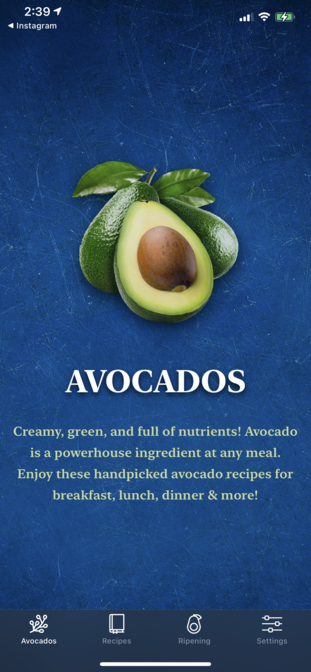 2:39
Instagram
AVOCADOS
Creamy, green, and full of nutrients! Avocado
is a powerhouse ingredient at any meal.
Enjoy these handpicked avocado recipes for
breakfast, lunch, dinner & more!
Avocados Recipes Ripening Settings